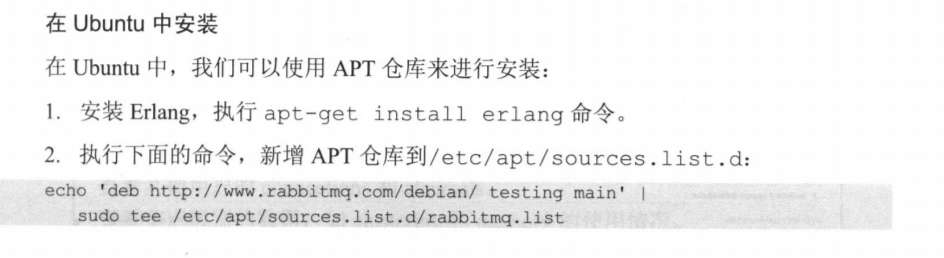 在 Ubuntu 中安装
在 Ubuntu 中，我们可以使用 APT 仓库来进行安装：
1. 安装 Erlang，执行 apt-get install erlang 命令。
2. 执行下面的命令，新增 APT 仓库到/etc/apt/sources.list.d：
echo 'deb http://www.rabbitmq.com/debian/ testing main' |
sudo tee /etc/apt/sources.list.d/rabbitmq.list